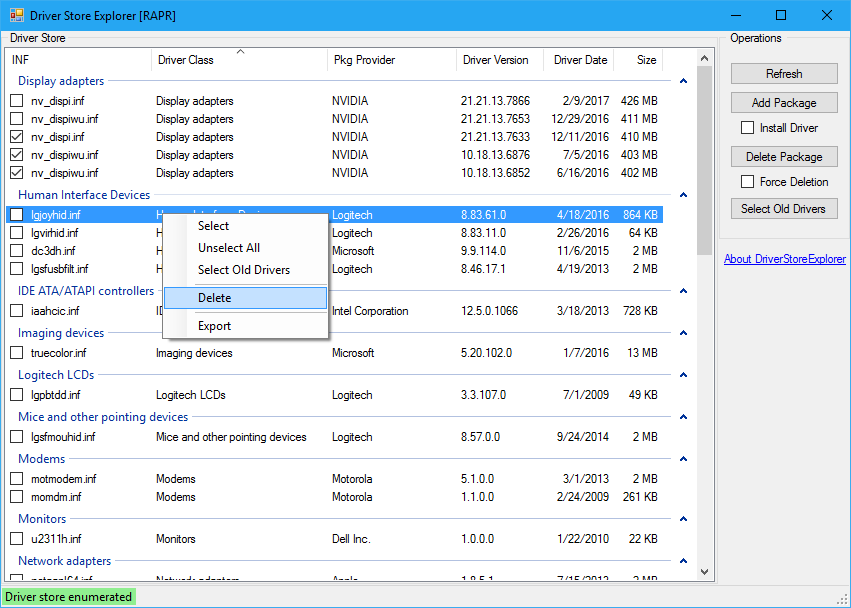 Driver Store Explorer [RAPR]
Driver Store
Operations
INF Driver Class Pkg Provider Driver Version Driver Date Size
Display adapters
nv_dispi.inf Display adapters NVIDIA 21.21.13.7866 2/9/2017 426 MB
nv_dispiwu.inf Display adapters NVIDIA 21.21.13.7653 12/29/2016 411 MB
nv_dispi.inf Display adapters NVIDIA 21.21.13.7633 12/11/2016 410 MB
nv_dispiwu.inf Display adapters NVIDIA 10.18.13.6876 7/5/2016 403 MB
nv_dispiwu.inf Display adapters NVIDIA 10.18.13.6852 6/16/2016 402 MB
Human Interface Devices
lgjoyhid.inf Logitech 8.83.61.0 4/18/2016 864 KB
lgvirhid.inf Logitech 8.83.11.0 2/26/2016 64 KB
dc3dh.inf Microsoft 9.9.114.0 11/6/2015 2 MB
lgsfusbfilt.inf Logitech 8.46.17.1 4/19/2013 2 MB
IDE ATA/ATAPI controllers
iaahcic.inf Intel Corporation 12.5.0.1066 3/18/2013 728 KB
Imaging devices
truecolor.inf Imaging devices Microsoft 5.20.102.0 1/7/2016 13 MB
Logitech LCDs
lgpbtdd.inf Logitech LCDs Logitech 3.3.107.0 7/1/2009 49 KB
Mice and other pointing devices
lgsfmouhid.inf Mice and other pointing devices Logitech 8.57.0.0 9/24/2014 2 MB
Modems
motmodem.inf Modems Motorola 5.1.0.0 3/1/2013 2 MB
momdm.inf Modems Motorola 1.1.0.0 2/24/2009 261 KB
Monitors
u2311h.inf Monitors Dell Inc. 1.0.0.0 1/22/2010 22 KB
Network adapters
Select
Unselect All
Select Old Drivers
Delete
Export
Refresh
Add Package
Install Driver
Delete Package
Force Deletion
Select Old Drivers
About DriverStoreExplorer
Driver store enumerated